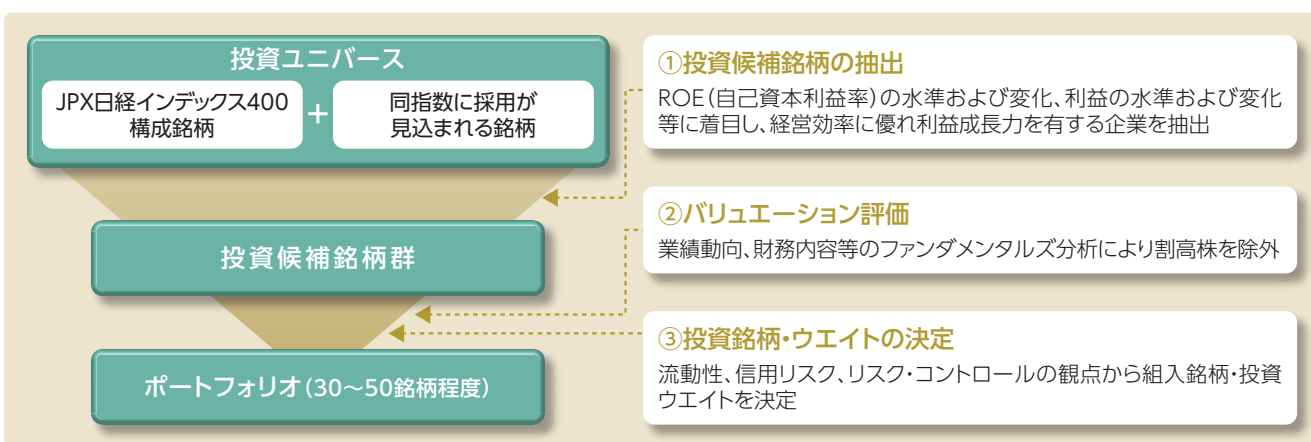 投資ユニバース
JPX日経インデックス400
構成銘柄
+
同指数に採用が
見込まれる銘柄
投資候補銘柄群
ポートフォリオ(30～50銘柄程度)
①投資候補銘柄の抽出
ROE(自己資本利益率)の水準および変化、利益の水準および変化
等に着目し、経営効率に優れ利益成長力を有する企業を抽出
②バリュエーション評価
業績動向、財務内容等のファンダメンタルズ分析により割高株を除外
③投資銘柄・ウエイトの決定
流動性、信用リスク、リスク・コントロールの観点から組入銘柄・投資
ウエイトを決定